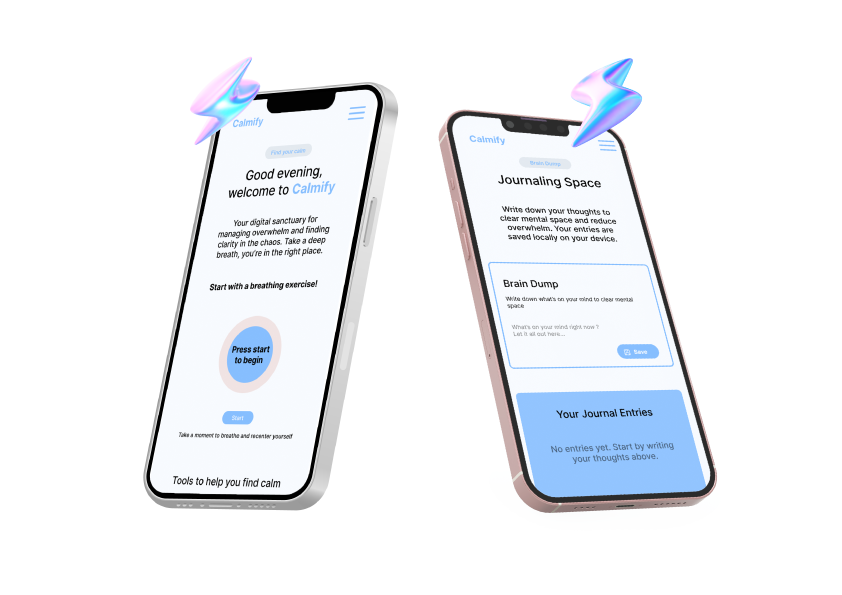 Calmify
Find your calm
Good evening,
welcome to Calmify
Your digital sanctuary for
managing overwhelm and finding
clarity in the chaos. Take a deep
breath, you're in the right place.
Start with a breathing exercise!
Press start
to begin
Start
Take a moment to breathe and recenter yourself
Tools to help you find calm
Calmify
Brain Dump
Journaling Space
Write down your thoughts to
clear mental space and reduce
overwhelm. Your entries are
saved locally on your device.
Brain Dump
Write down what's on your mind to clear mental
space
What's on your mind right now ?
Let it all out here...
Save
Your Journal Entries
No entries yet. Start by writing
your thoughts above.